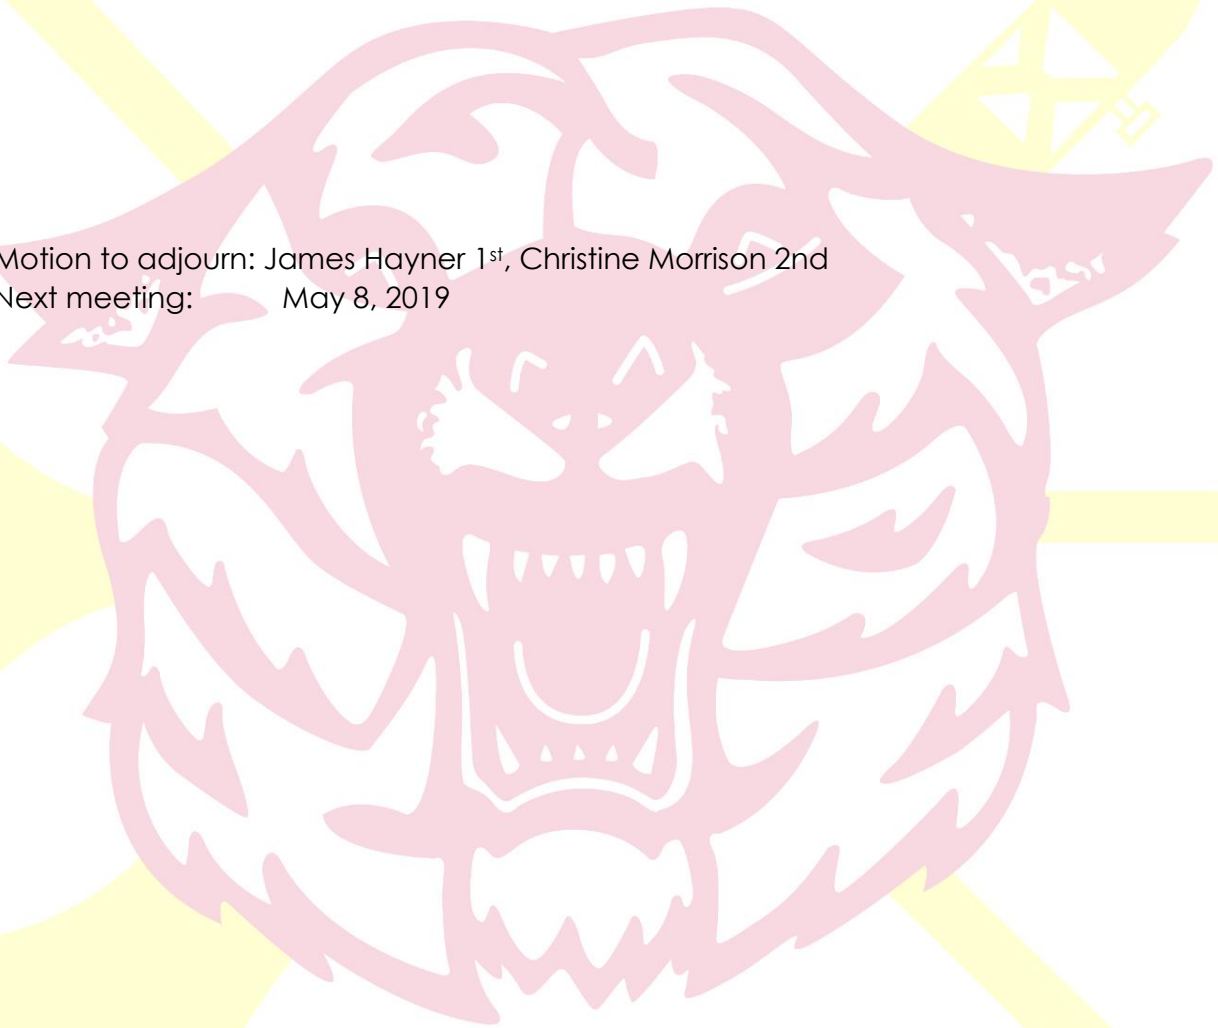 Motion to adjourn: James Hayner 1st, Christine Morrison 2nd
Next meeting: May 8, 2019